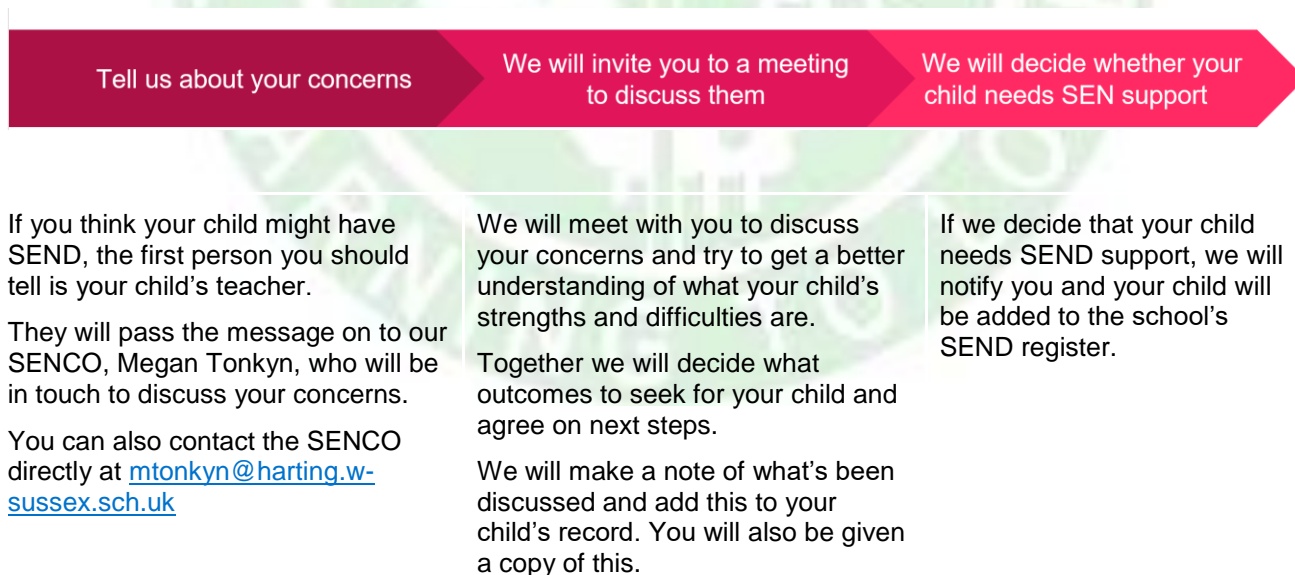 Tell us about your concerns
We will invite you to a meeting
to discuss them
We will decide whether your
child needs SEN support
If you think your child might have
SEND, the first person you should
tell is your child’s teacher.
They will pass the message on to our
SENCO, Megan Tonkyn, who will be
in touch to discuss your concerns.
You can also contact the SENCO
directly at mtonkyn@harting.w-
sussex.sch.uk
We will meet with you to discuss
your concerns and try to get a better
understanding of what your child’s
strengths and difficulties are.
Together we will decide what
outcomes to seek for your child and
agree on next steps.
We will make a note of what’s been
discussed and add this to your
child’s record. You will also be given
a copy of this.
If we decide that your child
needs SEND support, we will
notify you and your child will
be added to the school’s
SEND register.